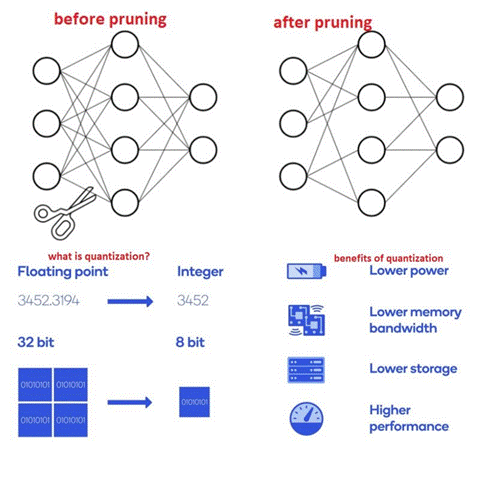 before pruning
after pruning
what is quantization?
Floating point
Integer
3452.3194
3452
32 bit
8 bit
01010101
01010101
01010101
01010101
01010101
benefits of quantization
Lower power
Lower memory
bandwidth
Lower storage
Higher
performance